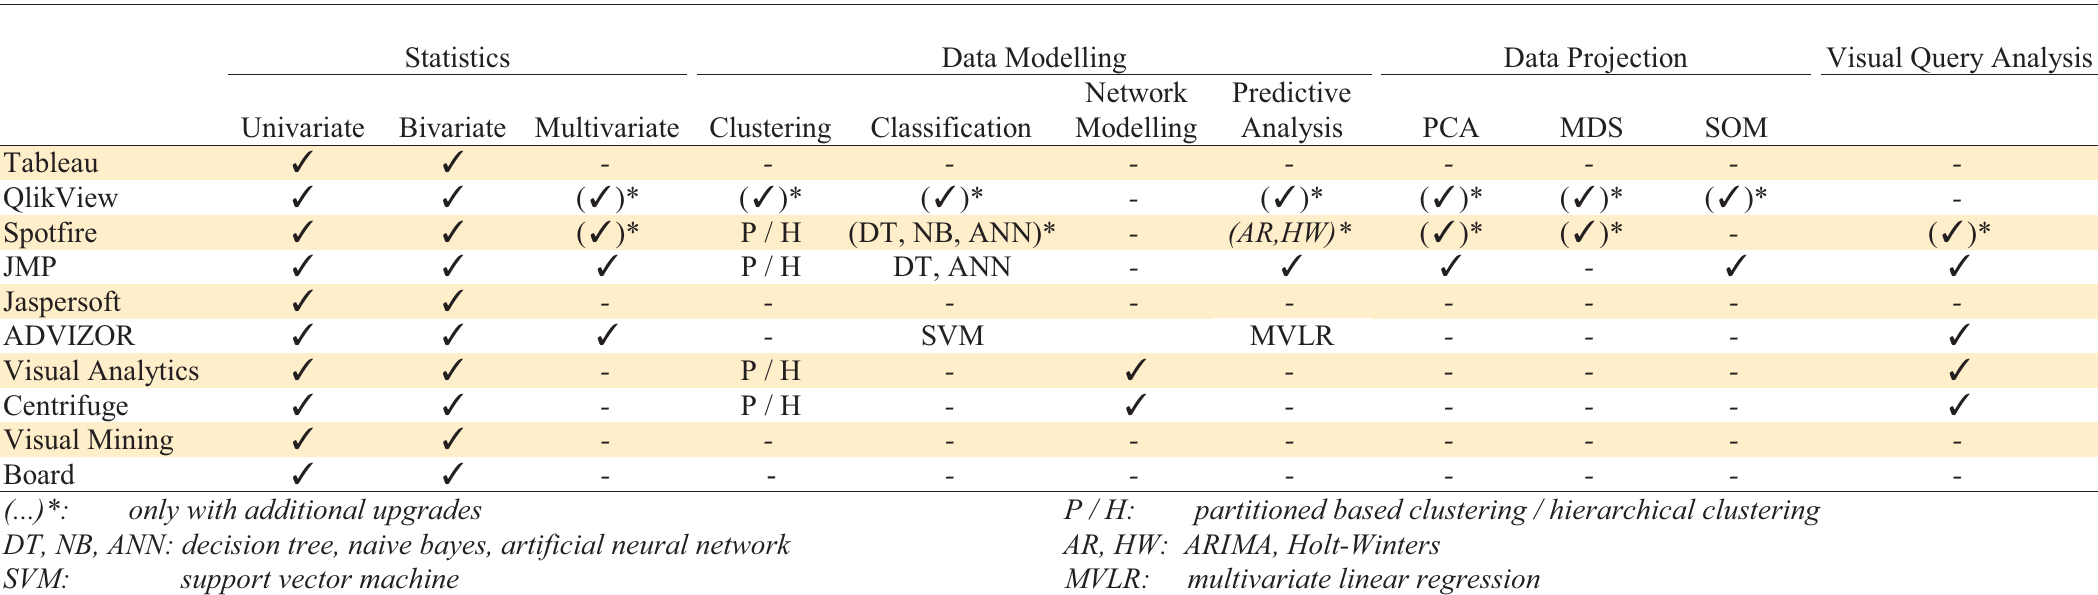 Statistics Data Modelling Data Projection Visual Query Analysis
Network Predictive
Univariate Bivariate Multivariate Clustering Classification Modelling Analysis PCA MDS SOM
Tableau ✓ ✓ - - - - - - - - -
QlikView ✓ ✓ (✓)* (✓)* (✓)* - (✓)* (✓)* (✓)* (✓)* -
Spotfire ✓ ✓ (✓)* P / H (DT, NB, ANN)* - (AR,HW)* (✓)* (✓)* - (✓)*
JMP ✓ ✓ ✓ P / H DT, ANN - ✓ ✓ - ✓ ✓
Jaspersoft ✓ ✓ - - - - - - - - -
ADVIZOR ✓ ✓ ✓ - SVM MVLR - - - ✓
Visual Analytics ✓ ✓ - P / H - ✓ - - - - ✓
Centrifuge ✓ ✓ - P / H - ✓ - - - - ✓
Visual Mining ✓ ✓ - - - - - - - - -
Board ✓ ✓ - - - - - - - - -
(...)*: only with additional upgrades P / H: partitioned based clustering / hierarchical clustering
DT, NB, ANN: decision tree, naive bayes, artificial neural network AR, HW: ARIMA, Holt-Winters
SVM: support vector machine MVLR: multivariate linear regression